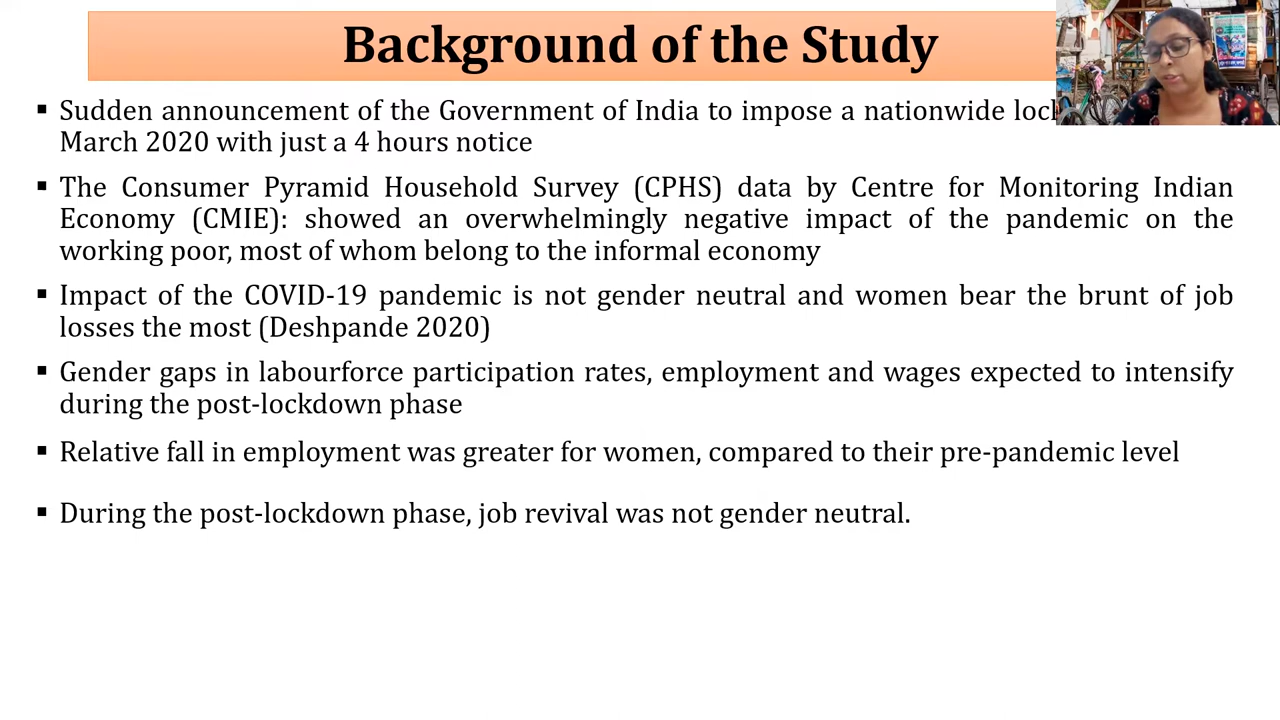 Background of the Study
▪ Sudden announcement of the Government of India to impose a nationwide
March 2020 with just a 4 hours notice
▪ The Consumer Pyramid Household Survey (CPHS) data by Centre for Monitoring Indian
Economy (CMIE): showed an overwhelmingly negative impact of the pandemic on the
working poor, most of whom belong to the informal economy
▪ Impact of the COVID-19 pandemic is not gender neutral and women bear the brunt of job
losses the most (Deshpande 2020)
▪ Gender gaps in labourforce participation rates, employment and wages expected to intensify
during the post-lockdown phase
▪ Relative fall in employment was greater for women, compared to their pre-pandemic level
▪ During the post-lockdown phase, job revival was not gender neutral.